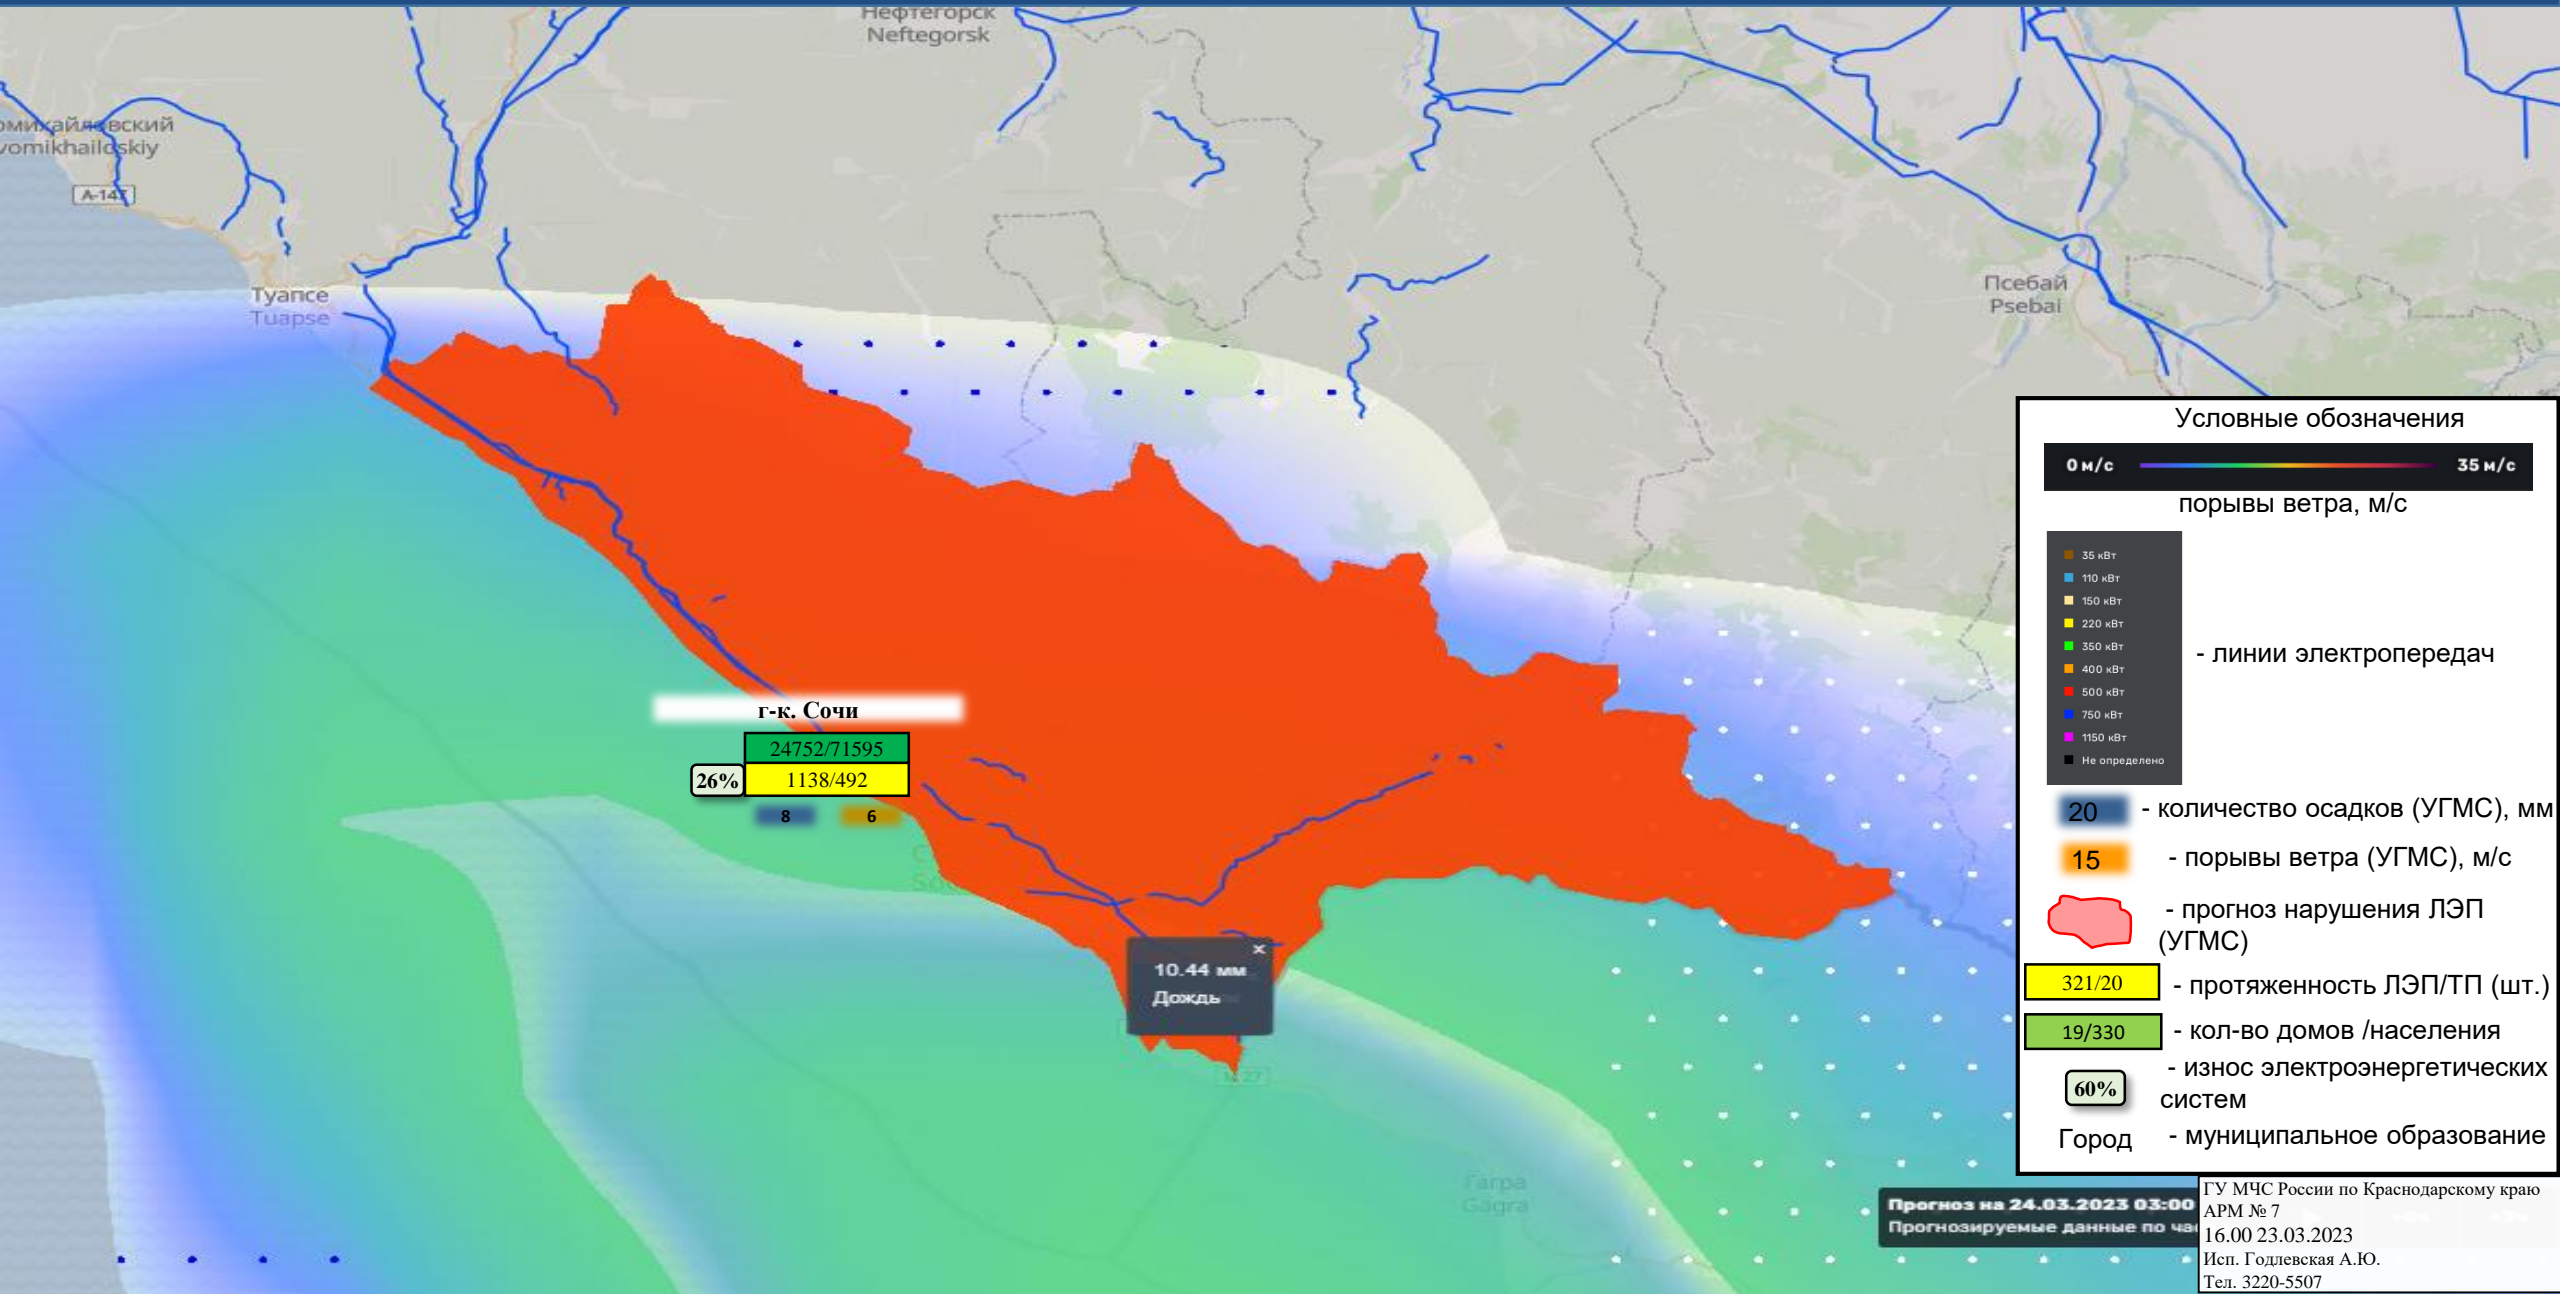 Нефтегорск
Neftegorsk
A-147
Туапсе
Tuapse
Псебай
Psebai
г-к. Сочи
24752/71595
26%
1138/492
8
6
10.44 мм
Дождь
Гагра
Gagra
Условные обозначения
0 м/с
35 м/с
порывы ветра, м/с
35 кВт
110 кВт
150 кВт
220 кВт
350 кВт
400 кВт
500 кВт
750 кВт
1150 кВт
Не определено
- линии электропередач
20 - количество осадков (УГМС), мм
15 - порывы ветра (УГМС), м/с
- прогноз нарушения ЛЭП
(УГМС)
321/20 - протяженность ЛЭП/ТП (шт.)
19/330 - кол-во домов /населения
60% - износ электроэнергетических
систем
Город - муниципальное образование
Прогноз на 24.03.2023 03:00
Прогнозируемые данные по
ГУ МЧС России по Краснодарскому краю
АРМ № 7
16.00 23.03.2023
Исп. Годлевская А.Ю.
Тел. 3220-5507